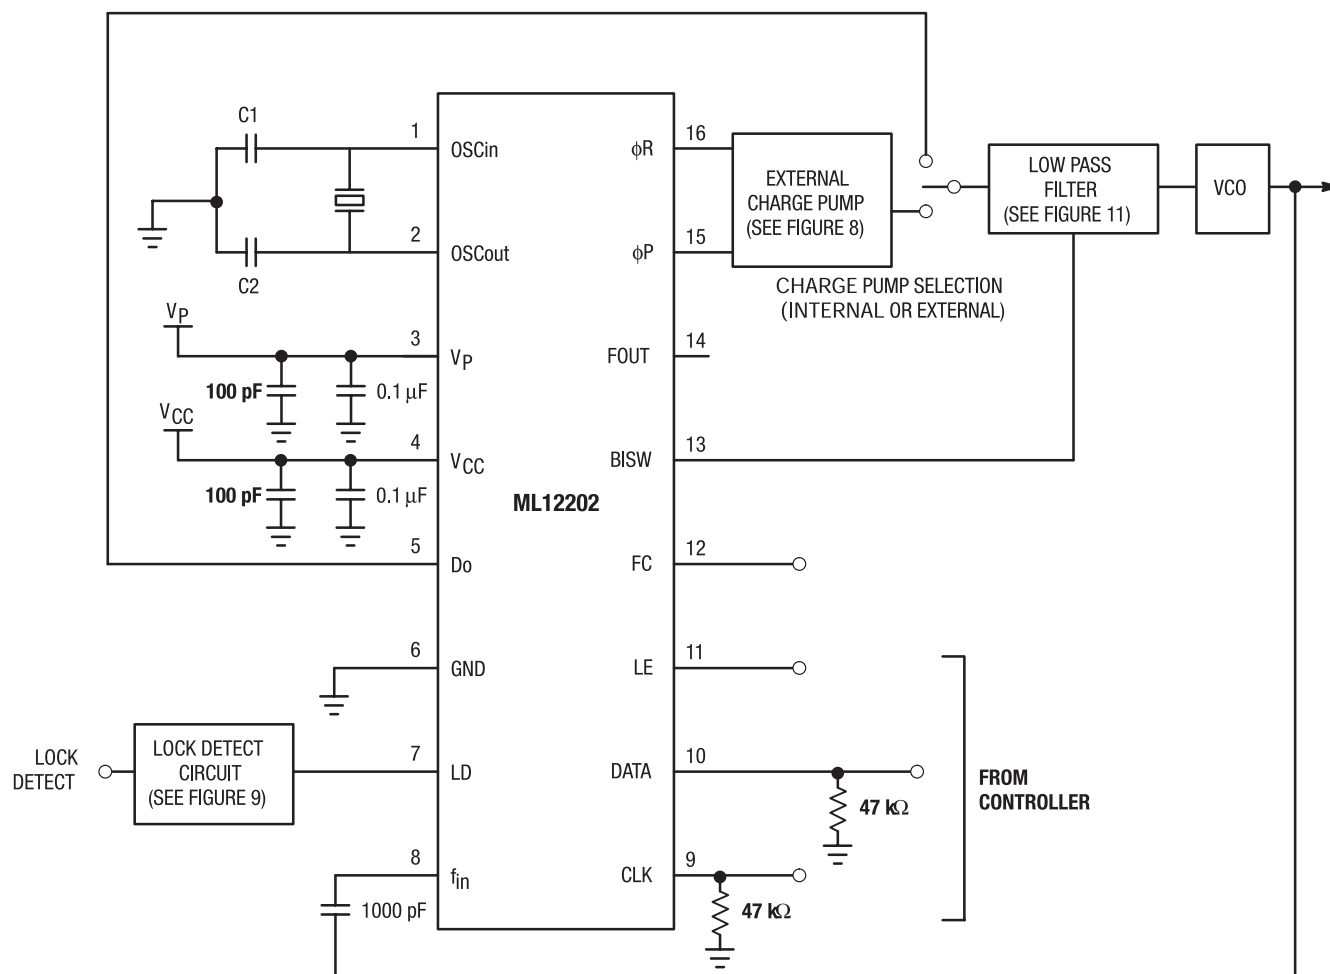 C1
1
OSCin
2
OSCout
C2
VP
3
VP
100 pF
0.1 μF
VCC
4
VCC
100 pF
0.1 μF
5
Do
6
GND
LOCK
DETECT
LOCK DETECT
CIRCUIT
(SEE FIGURE 9)
7
LD
8
fin
1000 pF
ML12202
16
ϕR
15
ϕP
EXTERNAL
CHARGE PUMP
(SEE FIGURE 8)
CHARGE PUMP SELECTION
(INTERNAL OR EXTERNAL)
LOW PASS
FILTER
(SEE FIGURE 11)
VCO
14
FOUT
13
BISW
12
FC
11
LE
10
DATA
47 kΩ
9
CLK
47 kΩ
FROM
CONTROLLER